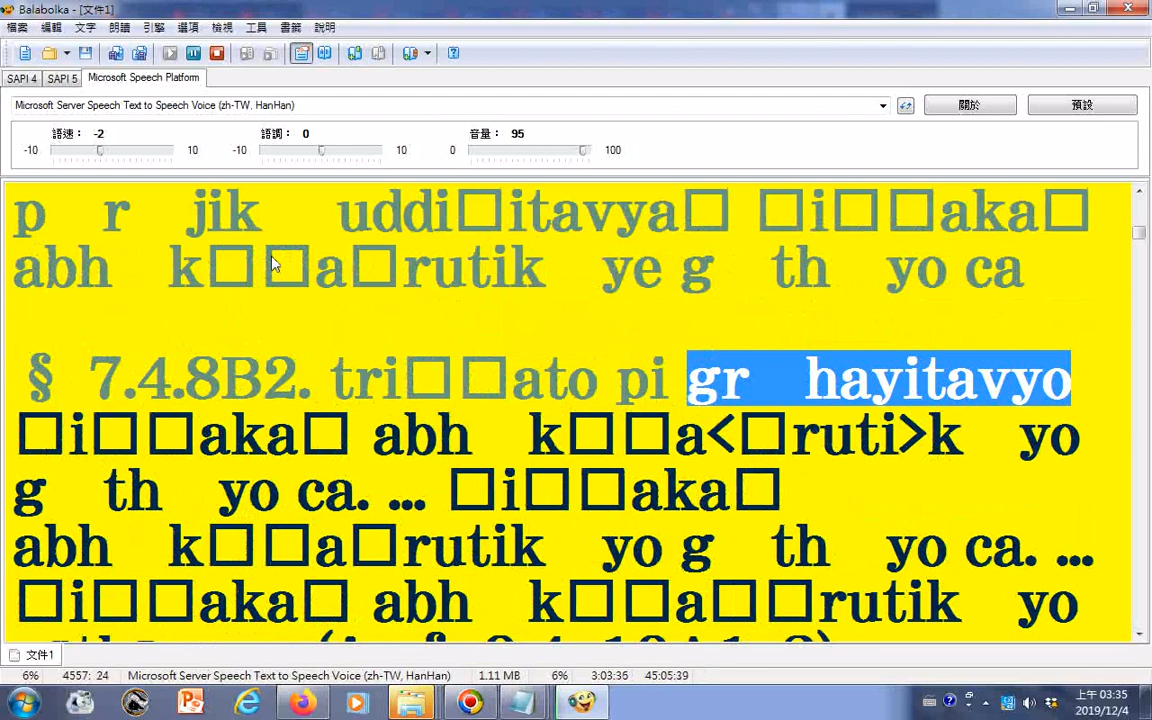 Balabolka - [文件1]
檔案 編輯 文字 朗讀 引擎 選項 檢視 工具 書籤 說明
SAPI 4 SAPI 5 Microsoft Speech Platform
Microsoft Server Speech Text to Speech Voice (zh-TW, HanHan) 關於 預設
語速： -2 語調： 0 音量： 95
-10 10 -10 10 0 100
p r jik uddi□itavya□ □i□□aka□
abh k□□a□rutik ye g th yo ca
§ 7.4.8B2. tri□□ato pi gr hayitavyo
□i□□aka□ abh k□□a<□ruti>k yo
g th yo ca. ... □i□□aka□
abh k□□a□rutik yo g th yo ca. ...
□i□□aka□ abh k□□a□□rutik yo
文件1
6% 4557: 24 Microsoft Server Speech Text to Speech Voice (zh-TW, HanHan) 1.11 MB 6% 3:03:36 45:05:39
上午 03:35
2019/12/4